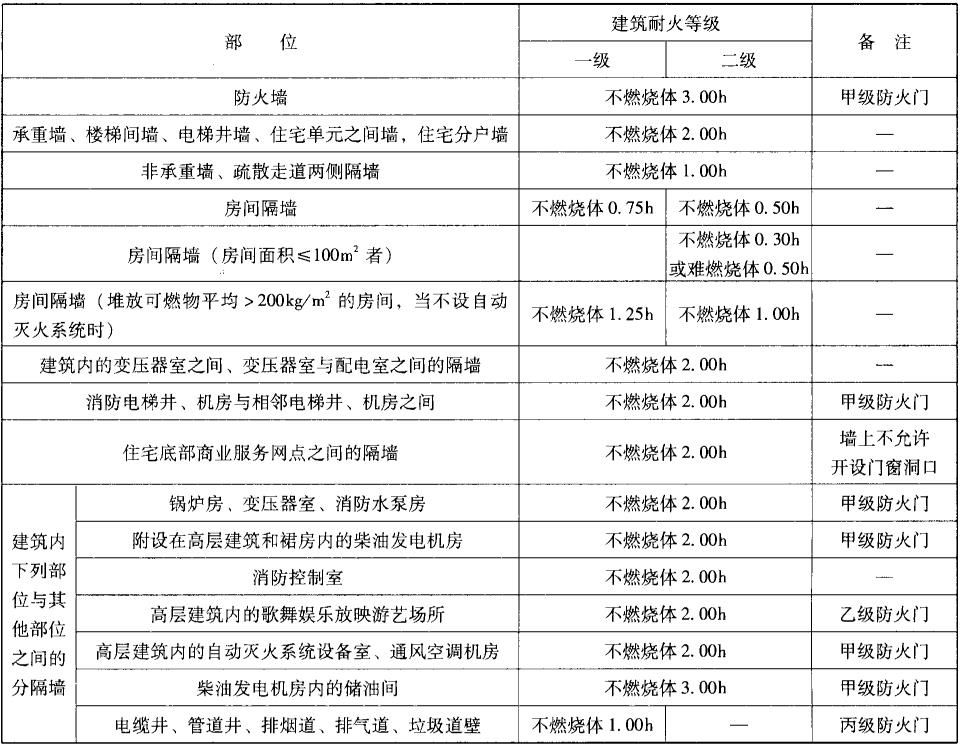 部 位
建筑耐火等级
备 注
一级
二级
防火墙
不燃烧体 3.00h
甲级防火门
承重墙、楼梯间墙、电梯井墙、住宅单元之间墙,住宅分户墙
不燃烧体 2.00h
—
非承重墙、疏散走道两侧隔墙
不燃烧体 1.00h
—
房间隔墙
不燃烧体 0.75h
不燃烧体 0.50h
—
房间隔墙(房间面积≤100m² 者)
不燃烧体 0.30h
或难燃烧体 0.50h
—
房间隔墙(堆放可燃物平均>200kg/m² 的房间,当不设自动
灭火系统时)
不燃烧体 1.25h
不燃烧体 1.00h
—
建筑内的变压器室之间、变压器室与配电室之间的隔墙
不燃烧体 2.00h
—
消防电梯井、机房与相邻电梯井、机房之间
不燃烧体 2.00h
甲级防火门
住宅底部商业服务网点之间的隔墙
不燃烧体 2.00h
墙上不允许
开设门窗洞口
建筑内
下列部
位与其
他部位
之间的
分隔墙
锅炉房、变压器室、消防水泵房
不燃烧体 2.00h
甲级防火门
附设在高层建筑和裙房内的柴油发电机房
不燃烧体 2.00h
甲级防火门
消防控制室
不燃烧体 2.00h
—
高层建筑内的歌舞娱乐放映游艺场所
不燃烧体 2.00h
乙级防火门
高层建筑内的自动灭火系统设备室、通风空调机房
不燃烧体 2.00h
甲级防火门
柴油发电机房内的储油间
不燃烧体 3.00h
甲级防火门
电缆井、管道井、排烟道、排气道、垃圾道壁
不燃烧体 1.00h
—
丙级防火门